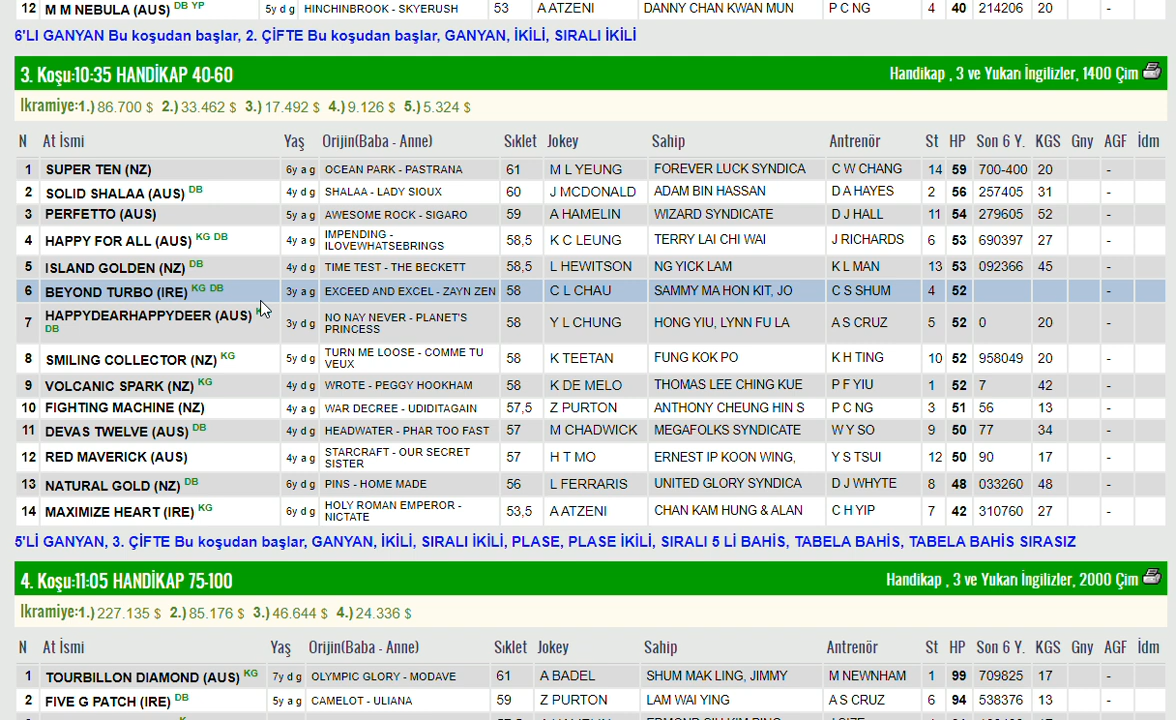 12 M M NEBULA (AUS) DB YP 5y d g HINCHINBROOK - SKYERUSH 53 A ATZENI DANNY CHAN KWAN MUN P C NG 4 40 214206 20 -
6'LI GANYAN Bu koşudan başlar, 2. ÇİFTE Bu koşudan başlar, GANYAN, İKİLİ, SIRALI İKİLİ
3. Koşu:10:35 HANDİKAP 40-60 Handikap , 3 ve Yukarı İngilizler, 1400 Çim
İkramiye:1.) 86.700 $ 2.) 33.462 $ 3.) 17.492 $ 4.) 9.126 $ 5.) 5.324 $
N At İsmi Yaş Orijin(Baba - Anne) Sıklet Jokey Sahip Antrenör St HP Son 6 Y. KGS Gny AGF İdm
1 SUPER TEN (NZ) 6y a g OCEAN PARK - PASTRANA 61 M L YEUNG FOREVER LUCK SYNDICA C W CHANG 14 59 700-400 20 -
2 SOLID SHALAA (AUS) DB 4y d g SHALAA - LADY SIOUX 60 J MCDONALD ADAM BIN HASSAN D A HAYES 2 56 257405 31 -
3 PERFETTO (AUS) 5y a g AWESOME ROCK - SIGARO 59 A HAMELIN WIZARD SYNDICATE D J HALL 11 54 279605 52 -
4 HAPPY FOR ALL (AUS) KG DB 4y a g IMPENDING - ILOVEWHATSEBRINGS 58,5 K C LEUNG TERRY LAI CHI WAI J RICHARDS 6 53 690397 27 -
5 ISLAND GOLDEN (NZ) DB 4y d g TIME TEST - THE BECKETT 58,5 L HEWITSON NG YICK LAM K L MAN 13 53 092366 45 -
6 BEYOND TURBO (IRE) KG DB 3y a g EXCEED AND EXCEL - ZAYN ZEN 58 C L CHAU SAMMY MA HON KIT, JO C S SHUM 4 52 -
7 HAPPYDEARHAPPYDEER (AUS) DB 3y d g NO NAY NEVER - PLANET'S PRINCESS 58 Y L CHUNG HONG YIU, LYNN FU LA A S CRUZ 5 52 0 20 -
8 SMILING COLLECTOR (NZ) KG 5y d g TURN ME LOOSE - COMME TU VEUX 58 K TEETAN FUNG KOK PO K H TING 10 52 958049 20 -
9 VOLCANIC SPARK (NZ) KG 4y d g WROTE - PEGGY HOOKHAM 58 K DE MELO THOMAS LEE CHING KUE P F YIU 1 52 7 42 -
10 FIGHTING MACHINE (NZ) 4y a g WAR DECREE - UDIDITAGAIN 57,5 Z PURTON ANTHONY CHEUNG HIN S P C NG 3 51 56 13 -
11 DEVAS TWELVE (AUS) DB 4y d g HEADWATER - PHAR TOO FAST 57 M CHADWICK MEGAFOLKS SYNDICATE W Y SO 9 50 77 34 -
12 RED MAVERICK (AUS) 4y a g STARCRAFT - OUR SECRET SISTER 57 H T MO ERNEST IP KOON WING, Y S TSUI 12 50 90 17 -
13 NATURAL GOLD (NZ) DB 6y d g PINS - HOME MADE 56 L FERRARIS UNITED GLORY SYNDICA D J WHYTE 8 48 033260 48 -
14 MAXIMIZE HEART (IRE) KG 6y d g HOLY ROMAN EMPEROR - NICTATE 53,5 A ATZENI CHAN KAM HUNG & ALAN C H YIP 7 42 310760 27 -
5'Lİ GANYAN, 3. ÇİFTE Bu koşudan başlar, GANYAN, İKİLİ, SIRALI İKİLİ, PLASE, PLASE İKİLİ, SIRALI 5 Lİ BAHİS, TABELA BAHİS, TABELA BAHİS SIRASIZ
4. Koşu:11:05 HANDİKAP 75-100 Handikap , 3 ve Yukarı İngilizler, 2000 Çim
İkramiye:1.) 227.135 $ 2.) 85.176 $ 3.) 46.644 $ 4.) 24.336 $
N At İsmi Yaş Orijin(Baba - Anne) Sıklet Jokey Sahip Antrenör St HP Son 6 Y. KGS Gny AGF İdm
1 TOURBILLON DIAMOND (AUS) KG 7y d g OLYMPIC GLORY - MODAVE 61 A BADEL SHUM MAK LING, JIMMY M NEWNHAM 1 99 709825 17 -
2 FIVE G PATCH (IRE) DB 5y a g CAMELOT - ULIANA 59 Z PURTON LAM WAI YING A S CRUZ 6 94 538376 13 -